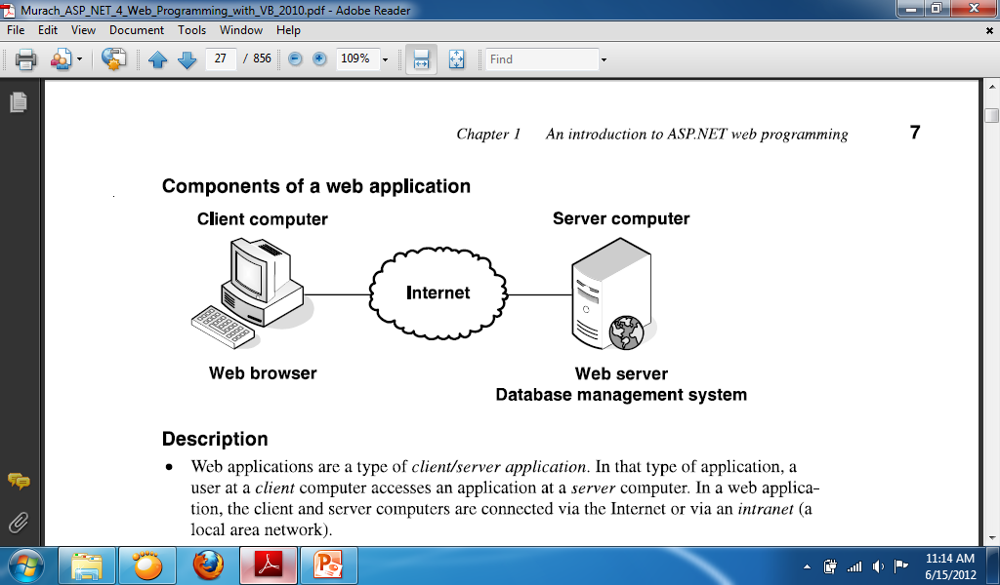 Murach_ASP_NET_4_Web_Programming_with_VB_2010.pdf - Adobe Reader
File Edit View Document Tools Window Help
27 / 856 109% Find
Chapter 1 An introduction to ASP.NET web programming 7
Components of a web application
Client computer Server computer
Internet
Web browser Web server
Database management system
Description
• Web applications are a type of client/server application. In that type of application, a
user at a client computer accesses an application at a server computer. In a web applica-
tion, the client and server computers are connected via the Internet or via an intranet (a
local area network).
11:14 AM
6/15/2012